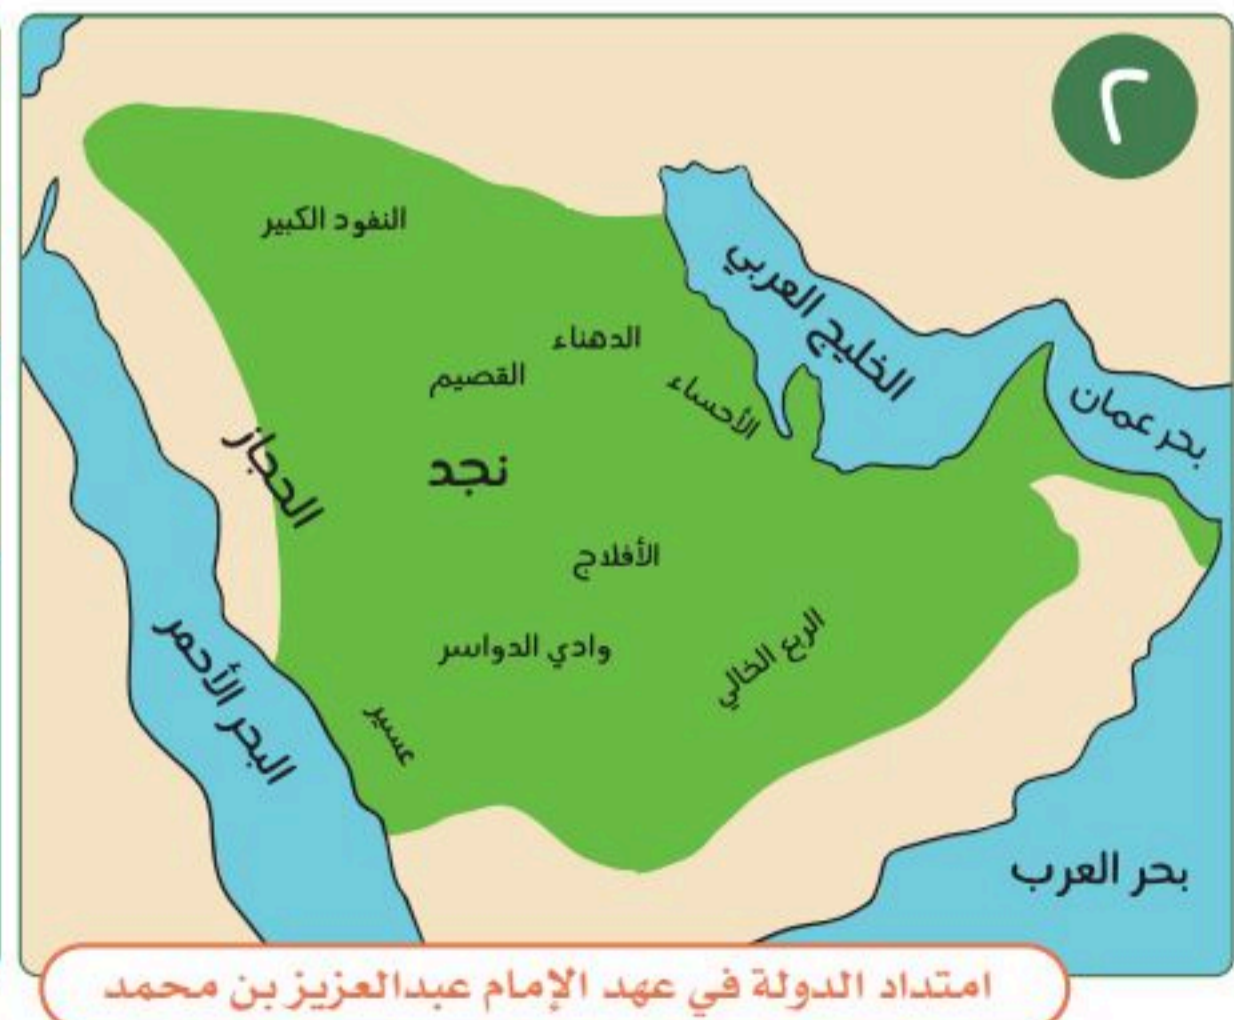 ٢
النفود الكبير
الخليج العربي
الدهناء
القصيم
الأحساء
بحر عمان
الحجاز
نجد
الأفلاج
وادي الدواسر
الربع الخالي
البحر الأحمر
عسير
بحر العرب
امتداد الدولة في عهد الإمام عبدالعزيز بن محمد